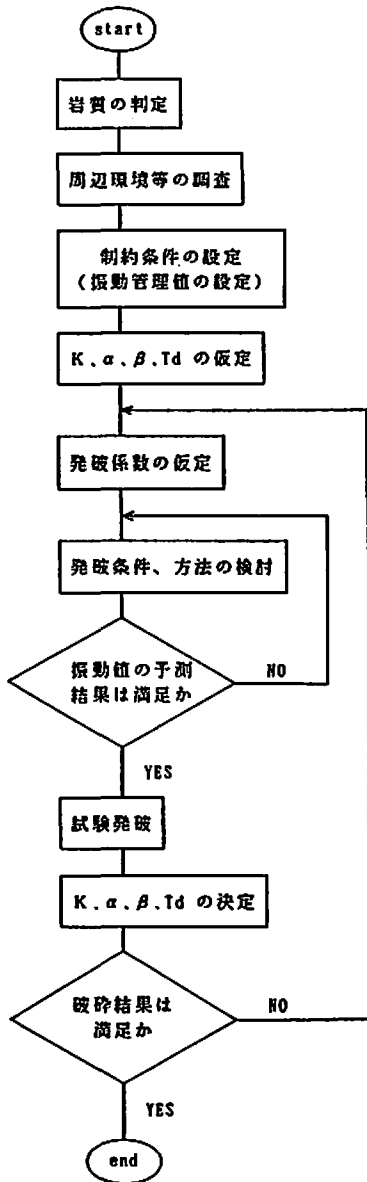 start
岩質の判定
周辺環境等の調査
制約条件の設定
(振動管理値の設定)
K、α、β、Td の仮定
発破係数の仮定
発破条件、方法の検討
振動値の予測
結果は満足か
NO
YES
試験発破
K、α、β、Td の決定
破砕結果は
満足か
NO
YES
end